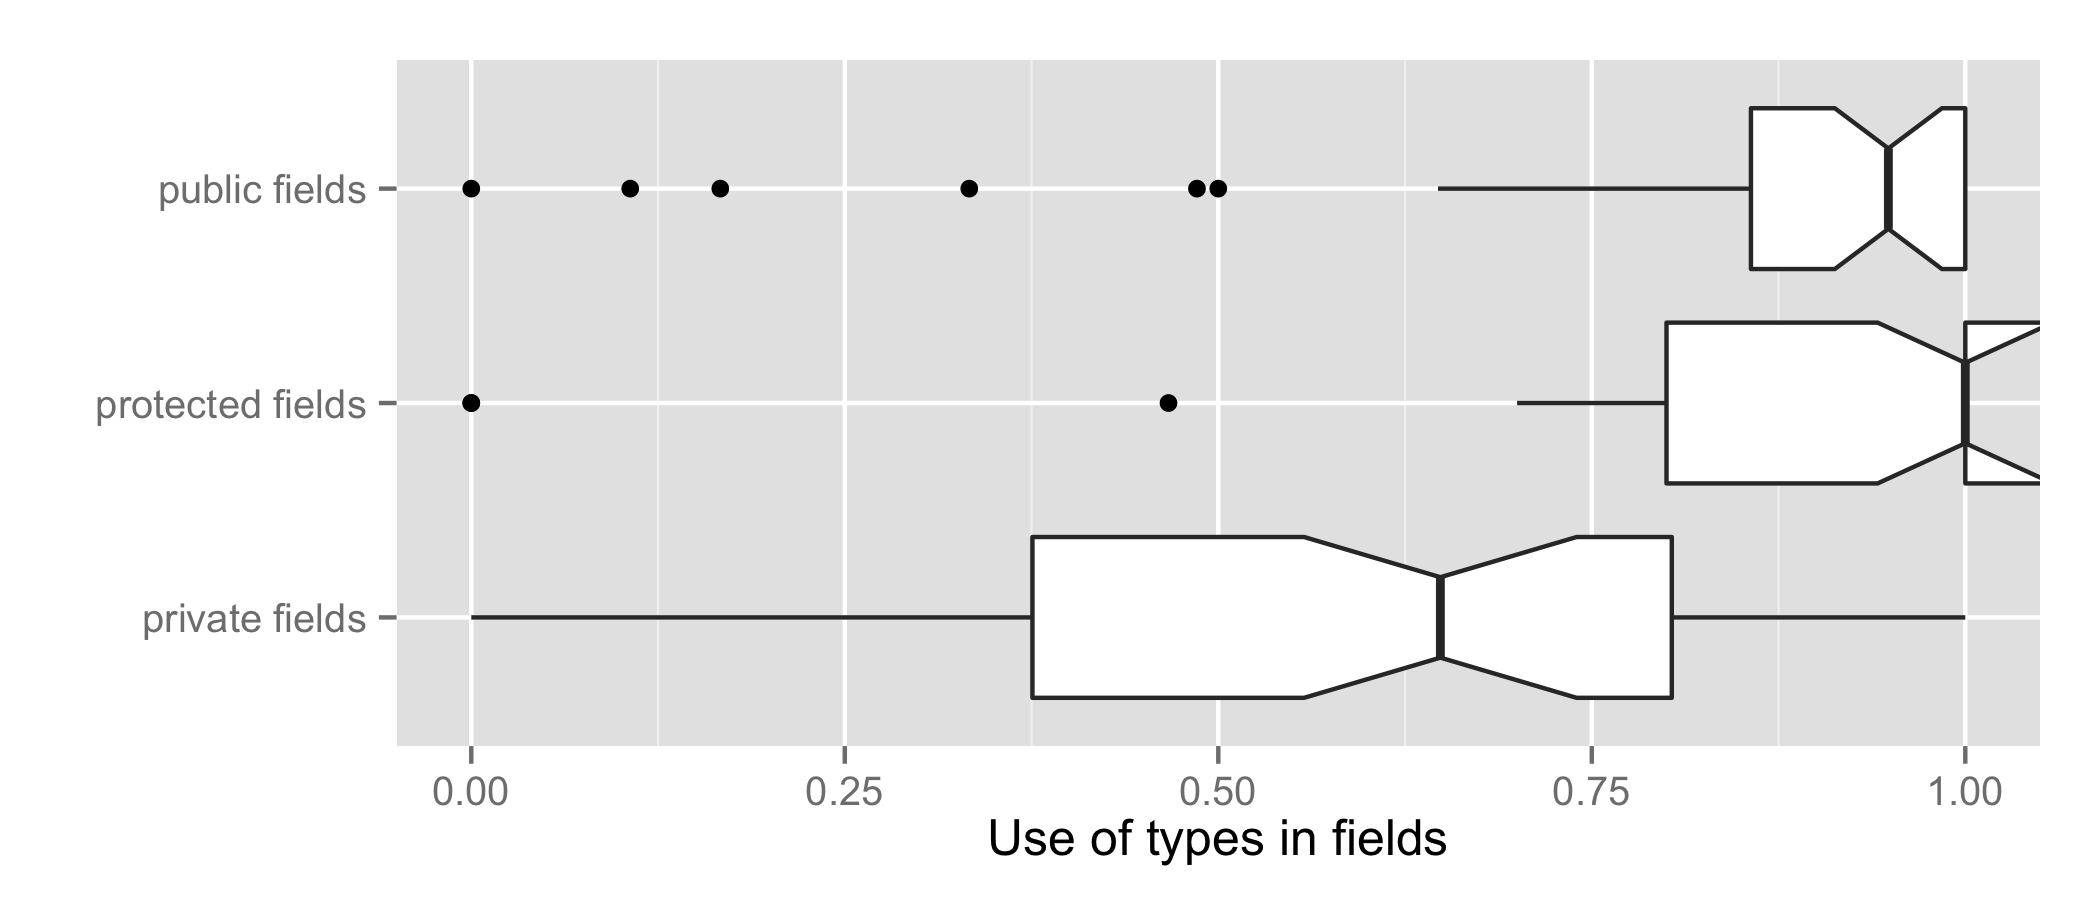 public fields
protected fields
private fields
0.00 0.25 0.50 0.75 1.00
Use of types in fields